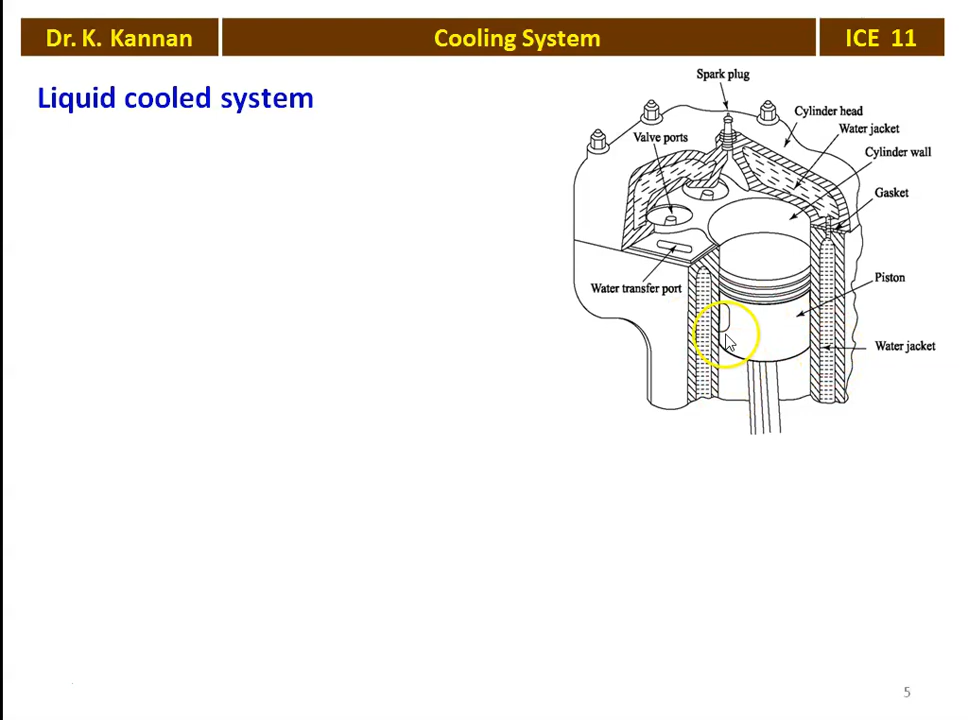 Dr. K. Kannan
Cooling System
ICE 11
Liquid cooled system
Spark plug
Cylinder head
Water jacket
Valve ports
Cylinder wall
Gasket
Piston
Water transfer port
Water jacket
5